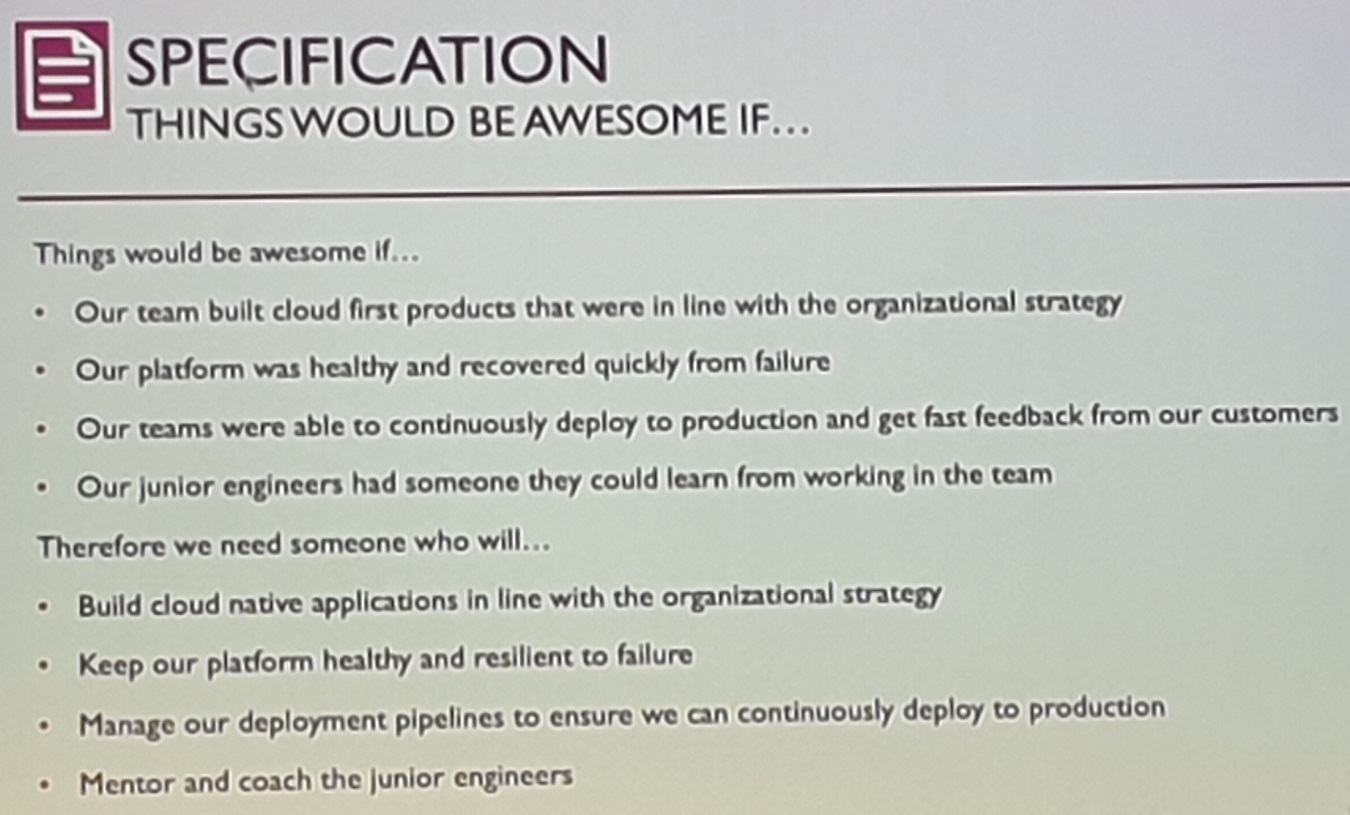 SPECIFICATION
THINGS WOULD BE AWESOME IF...
Things would be awesome if...
• Our team built cloud first products that were in line with the organizational strategy
• Our platform was healthy and recovered quickly from failure
• Our teams were able to continuously deploy to production and get fast feedback from our customers
• Our junior engineers had someone they could learn from working in the team
Therefore we need someone who will...
• Build cloud native applications in line with the organizational strategy
• Keep our platform healthy and resilient to failure
• Manage our deployment pipelines to ensure we can continuously deploy to production
• Mentor and coach the junior engineers